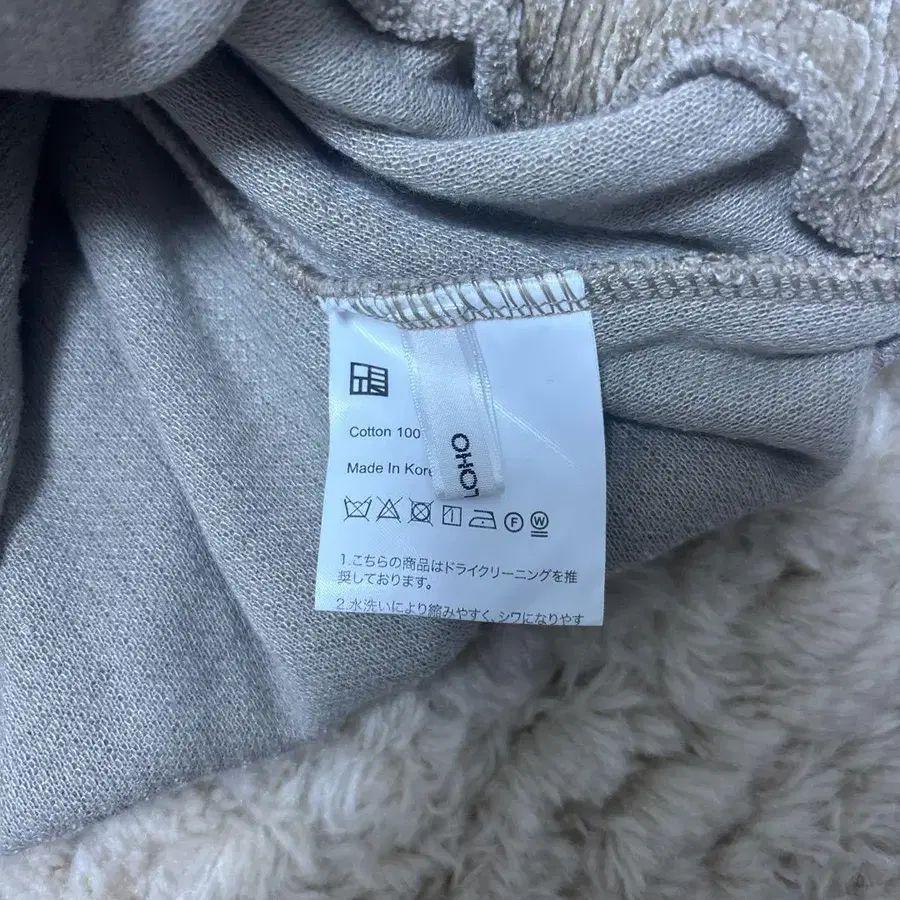 Cotton 100
Made In Kore
OHO
F
W
1.こちらの商品はドライクリーニングを推
奨しております。
2.水洗いにより縮みやすく、シワになりやす